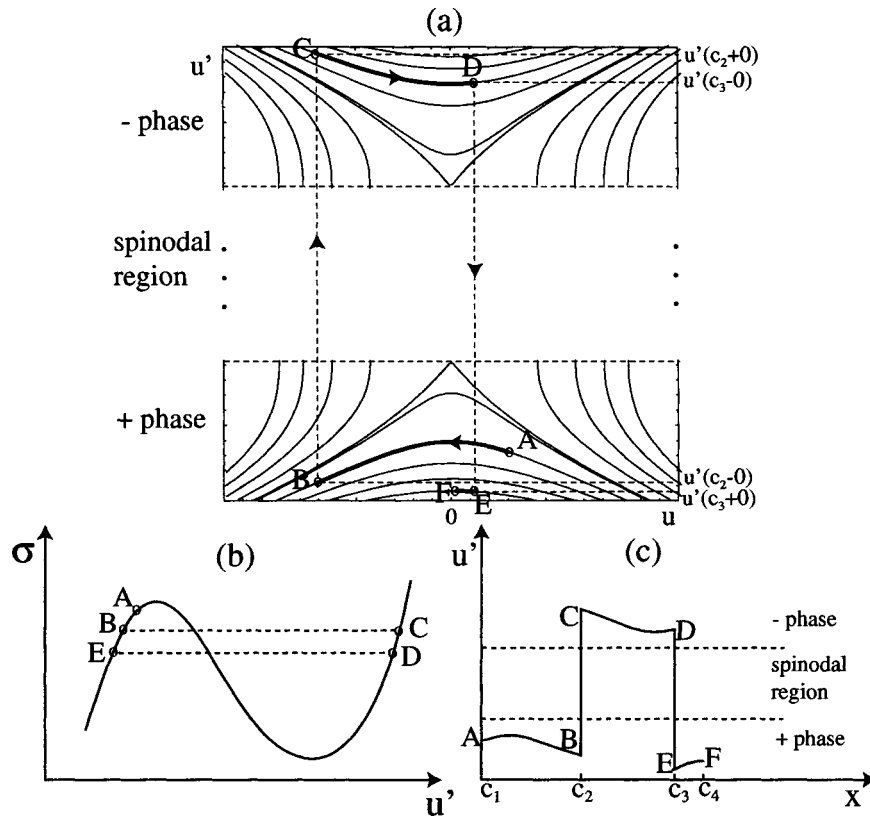 (a)
u'
C
D
u'(c₂+0)
u'(c₃-0)
- phase
spinodal
region
+ phase
A
B
F
E
u'(c₂-0)
u'(c₃+0)
0
u
(b)
σ
A
B
E
C
D
u'
(c)
u'
C
D
- phase
spinodal
region
A
B
E
F
+ phase
c₁
c₂
c₃
c₄
x